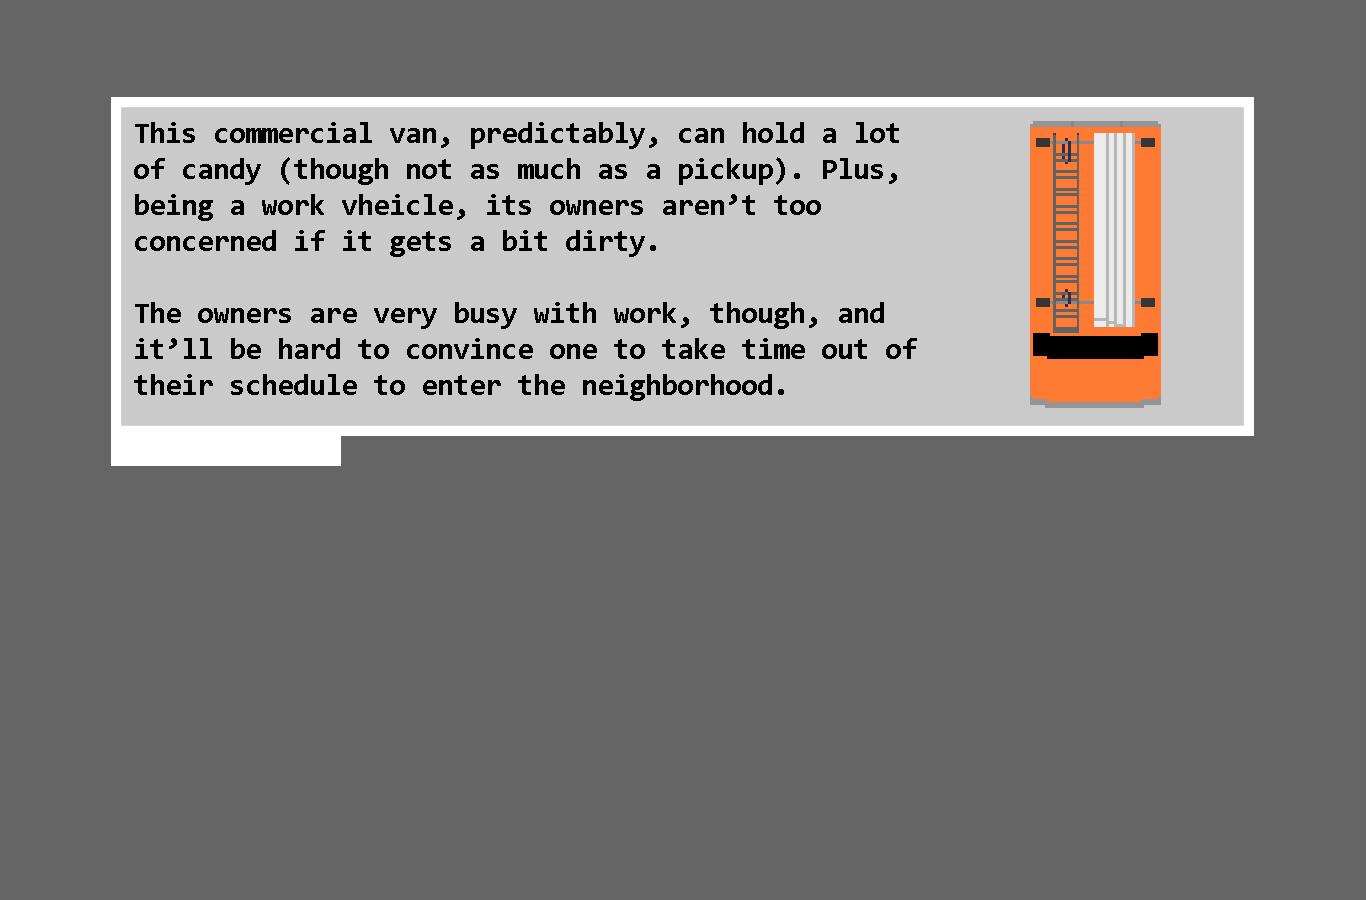 This commercial van, predictably, can hold a lot
of candy (though not as much as a pickup). Plus,
being a work vheicle, its owners aren’t too
concerned if it gets a bit dirty.
The owners are very busy with work, though, and
it’ll be hard to convince one to take time out of
their schedule to enter the neighborhood.